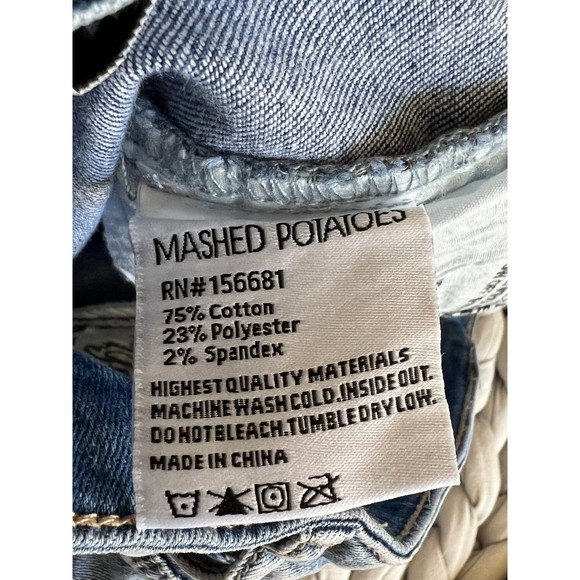 MASHED POTATOES
RN#156681
75% Cotton
23% Polyester
2% Spandex
HIGHEST QUALITY MATERIALS
MACHINE WASH COLD.INSIDE OUT.
DO NOT BLEACH.TUMBLE DRY LOW.
MADE IN CHINA